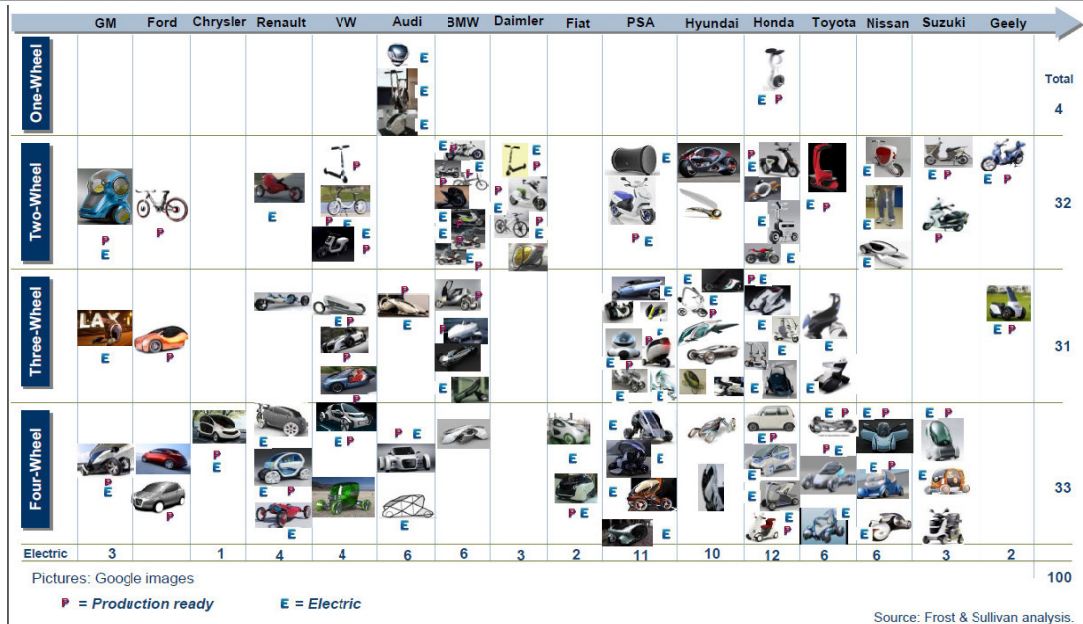 GM Ford Chrysler Renault VW Audi BMW Daimler Fiat PSA Hyundai Honda Toyota Nissan Suzuki Geely
One-Wheel
E
E
E
E P
Total
4
Two-Wheel
P
E
P
E
P
P
E
E
P
E
P
E
P
E
E
P
E
E
E
P
E
P
E
P
E
P
E
E
E
P E
P
E
E
E
E P
E
E
E
E P
P
E P
32
Three-Wheel
E
P
E P
P
P
E
E
P
P
E
E
E
E
P
E
P
E
E
E
P
E
P E
E
E
E
E
E
E
E P
31
Four-Wheel
P
E
P
P
E
E
E P
E
E P
P E
E
E
P E
E
E
P
E
E
P
E
E
E
E
P
E P
P E
E
E P
E P
E
E P
E
33
Electric 3 1 4 4 6 6 3 2 11 10 12 6 6 3 2
100
Pictures: Google images
P = Production ready E = Electric
Source: Frost & Sullivan analysis.